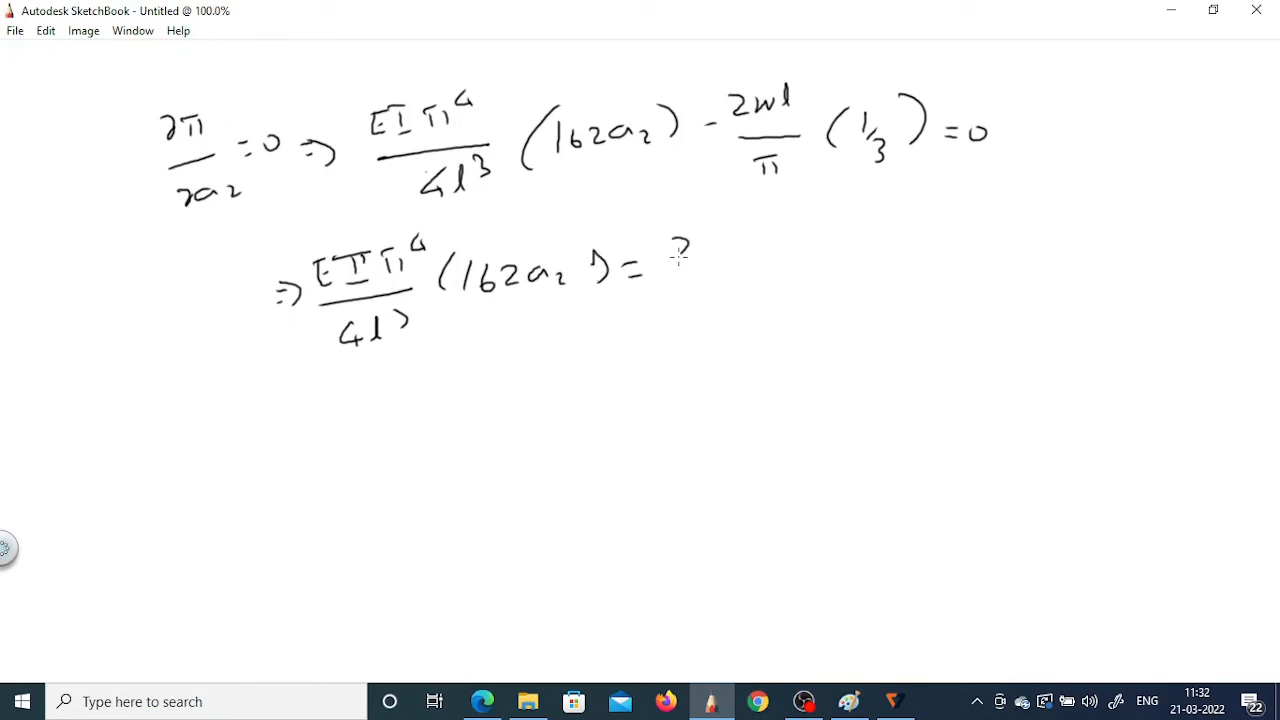 Autodesk SketchBook - Untitled @ 100.0%
File Edit Image Window Help
∂π/∂a₂ = 0 ⇒ EIπ⁴/4l³ (162a₂) - 2wl/π (1/3) = 0
⇒ EIπ⁴/4l³ (162a₂) = 2
Type here to search
ENG
11:32
21-03-2022
22